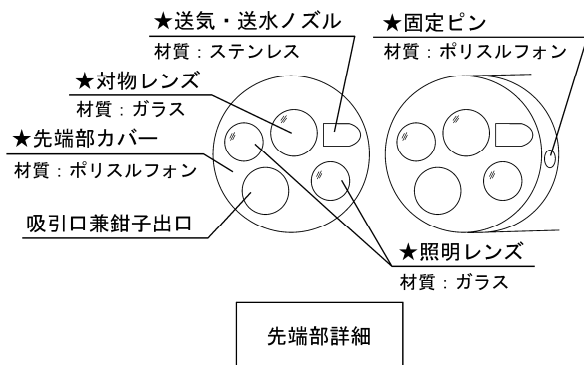 ★送気・送水ノズル
材質：ステンレス
★固定ピン
材質：ポリスルフォン
★対物レンズ
材質：ガラス
★先端部カバー
材質：ポリスルフォン
吸引口兼鉗子出口
★照明レンズ
材質：ガラス
先端部詳細